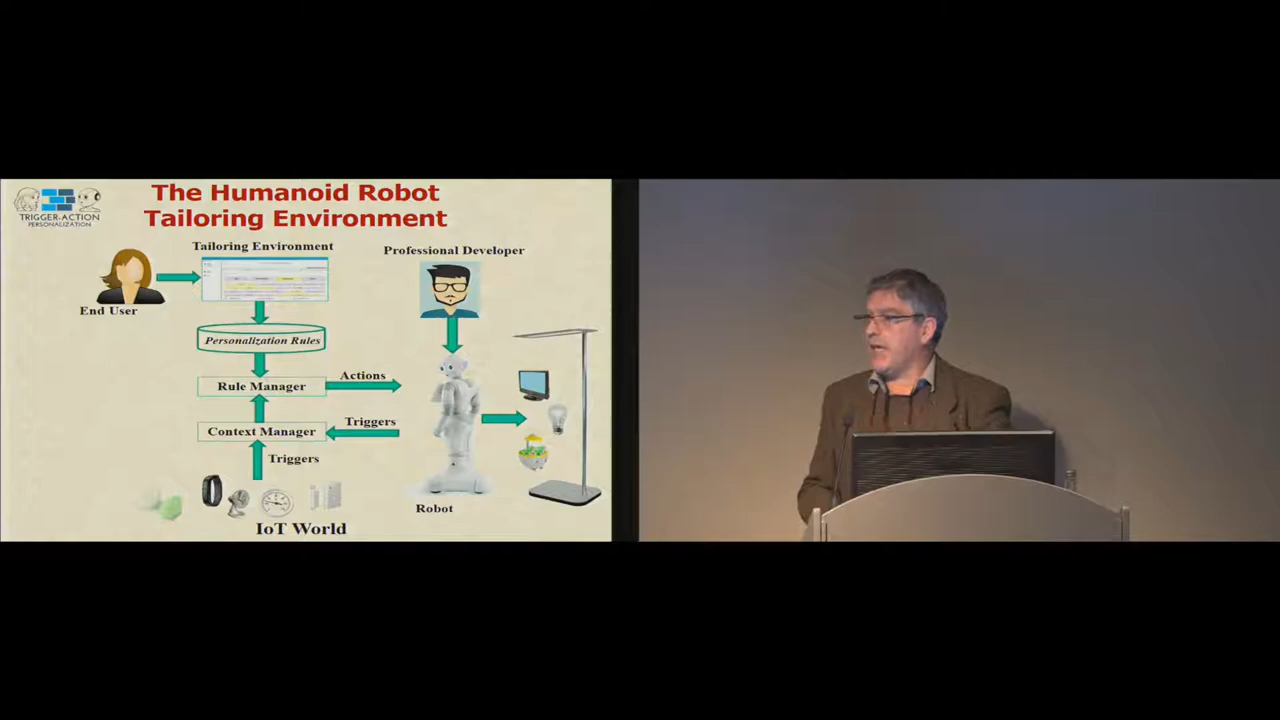 TRIGGER-ACTION
PERSONALIZATION
The Humanoid Robot
Tailoring Environment
Tailoring Environment
Professional Developer
End User
Personalization Rules
Rule Manager
Actions
Context Manager
Triggers
Triggers
Robot
IoT World